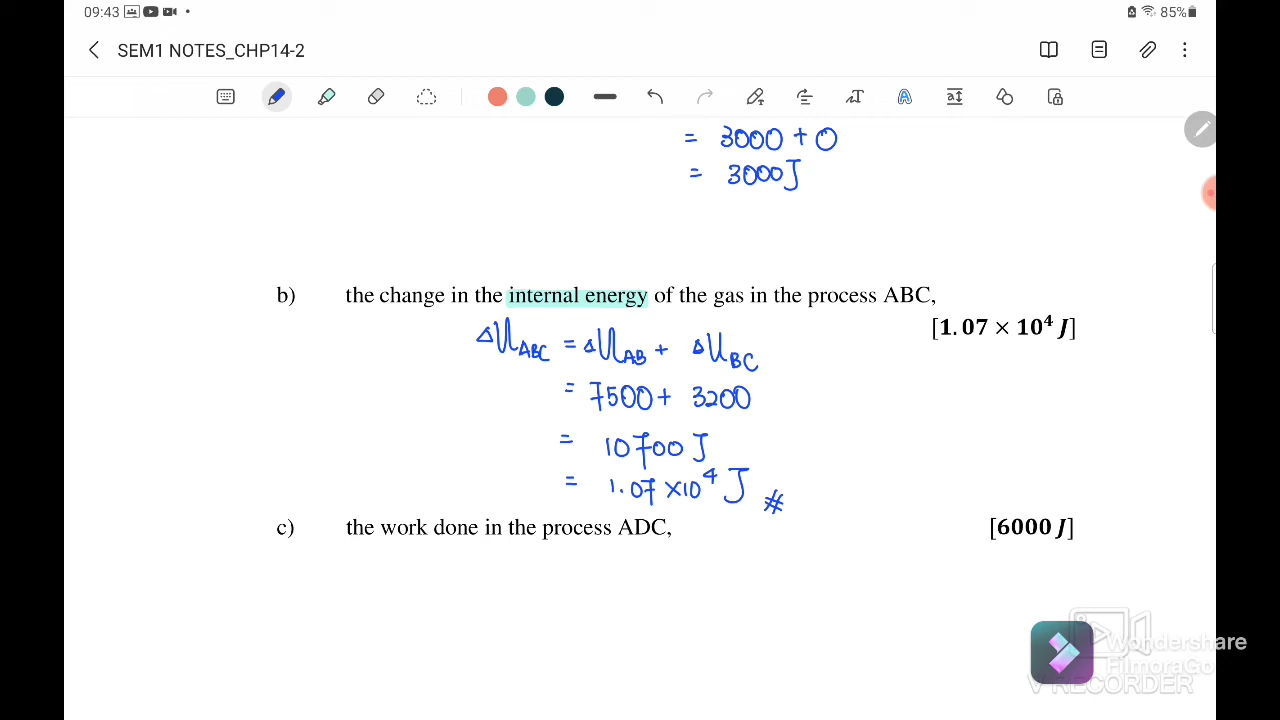 09:43
85%
SEM1 NOTES_CHP14-2
= 3000 + 0
= 3000J
b) the change in the internal energy of the gas in the process ABC,
[1.07 × 10⁴ J]
ΔU_ABC = ΔU_AB + ΔU_BC
= 7500 + 3200
= 10700 J
= 1.07 ×10⁴ J #
c) the work done in the process ADC, [6000 J]
Wondershare
FilmoraGo
V RECORDER